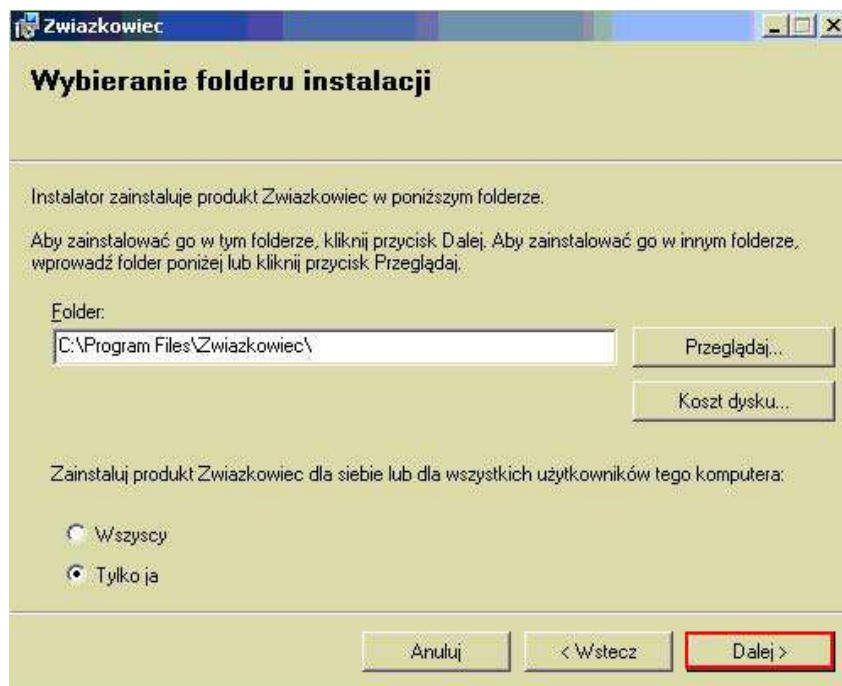 Zwiazkowiec
Wybieranie folderu instalacji
Instalator zainstaluje produkt Zwiazkowiec w poniższym folderze.
Aby zainstalować go w tym folderze, kliknij przycisk Dalej. Aby zainstalować go w innym folderze,
wprowadź folder poniżej lub kliknij przycisk Przeglądaj.
Folder:
C:\Program Files\Zwiazkowiec\
Przeglądaj...
Koszt dysku...
Zainstaluj produkt Zwiazkowiec dla siebie lub dla wszystkich użytkowników tego komputera:
Wszyscy
Tylko ja
Anuluj
< Wstecz
Dalej >